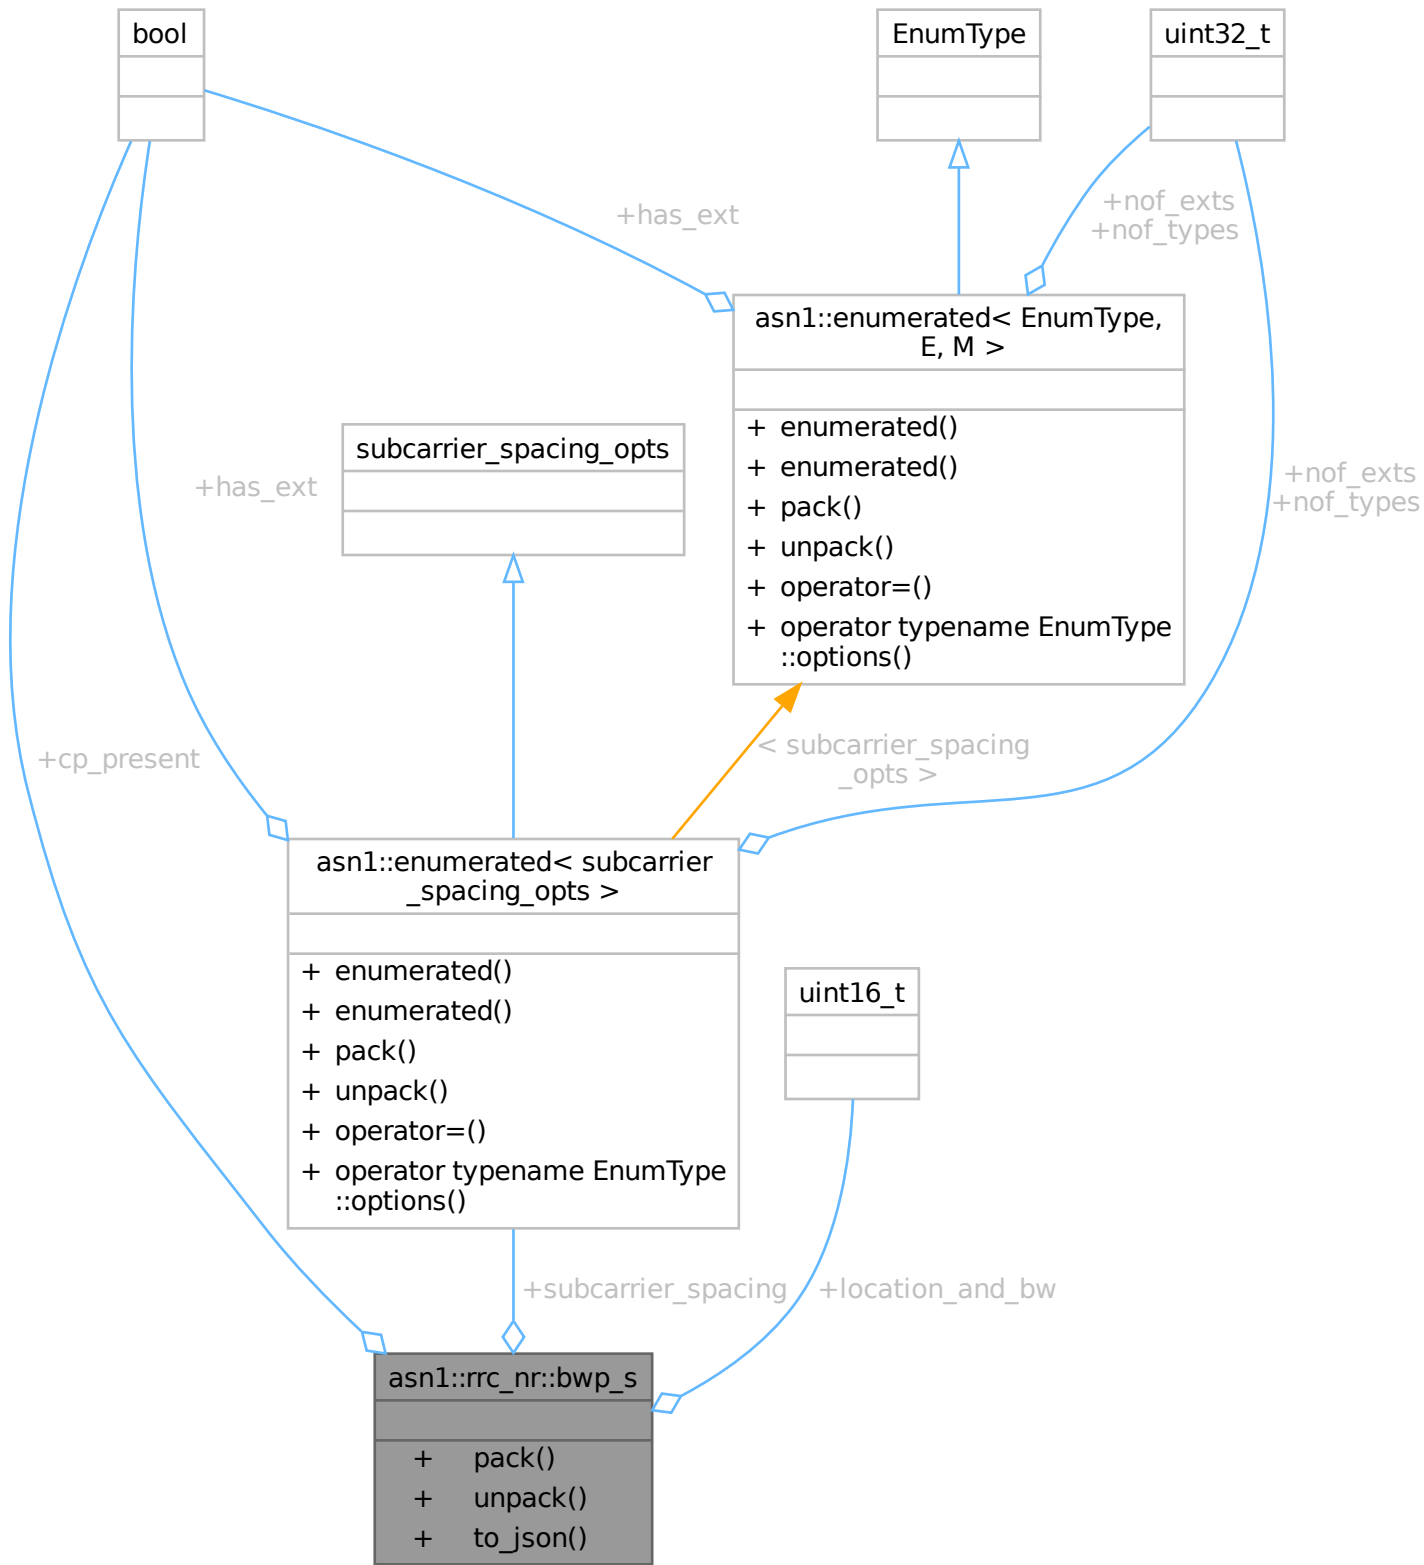 bool
EnumType
uint32_t
+has_ext
+nof_exts
+nof_types
asn1::enumerated< EnumType,
E, M >
+ enumerated()
+ enumerated()
+ pack()
+ unpack()
+ operator=()
+ operator typename EnumType
::options()
subcarrier_spacing_opts
+has_ext
+nof_exts
+nof_types
+cp_present
< subcarrier_spacing
_opts >
asn1::enumerated< subcarrier
_spacing_opts >
+ enumerated()
+ enumerated()
+ pack()
+ unpack()
+ operator=()
+ operator typename EnumType
::options()
uint16_t
+subcarrier_spacing
+location_and_bw
asn1::rrc_nr::bwp_s
+ pack()
+ unpack()
+ to_json()